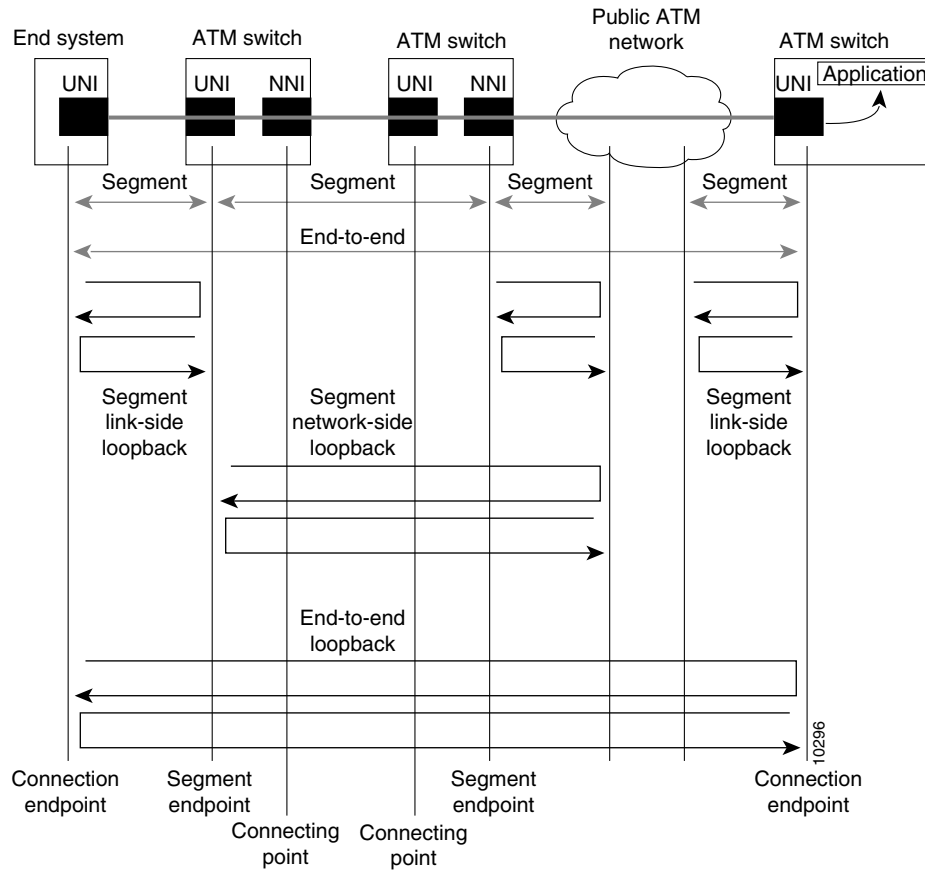 Public ATM
network
End system
ATM switch
ATM switch
ATM switch
UNI
UNI
NNI
UNI
NNI
UNI
Application
Segment
Segment
Segment
Segment
End-to-end
Segment
link-side
loopback
Segment
network-side
loopback
Segment
link-side
loopback
End-to-end
loopback
10296
Connection
endpoint
Segment
endpoint
Segment
endpoint
Connection
endpoint
Connecting
point
Connecting
point